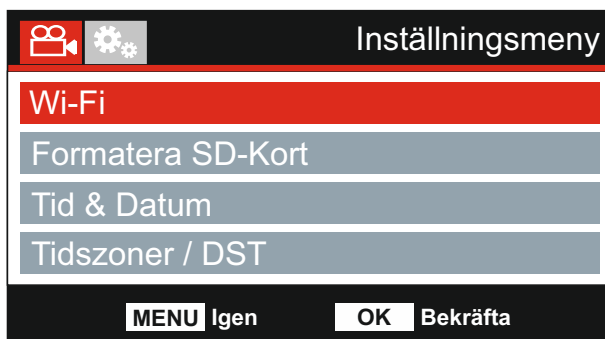 Inställningsmeny
Wi-Fi
Formatera SD-Kort
Tid & Datum
Tidszoner / DST
MENU Igen OK Bekräfta